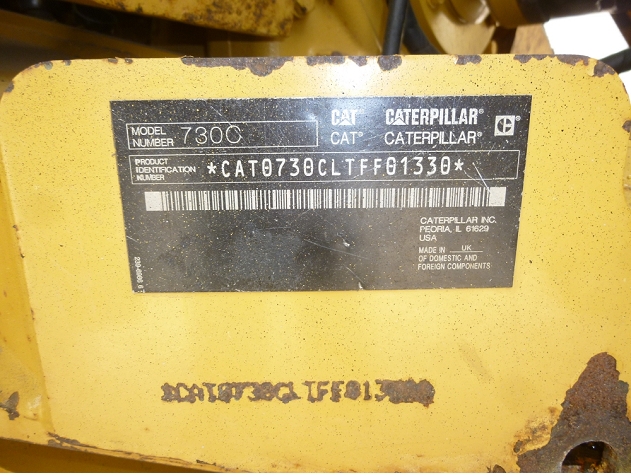 CAT CATERPILLAR®
MODEL NUMBER 730C
CAT® CATERPILLAR®
PRODUCT IDENTIFICATION NUMBER *CAT0730CLTFF01330*
CATERPILLAR INC.
PEORIA, IL 61629
USA
MADE IN UK
OF DOMESTIC AND
FOREIGN COMPONENTS
CAT0730CLTFF013